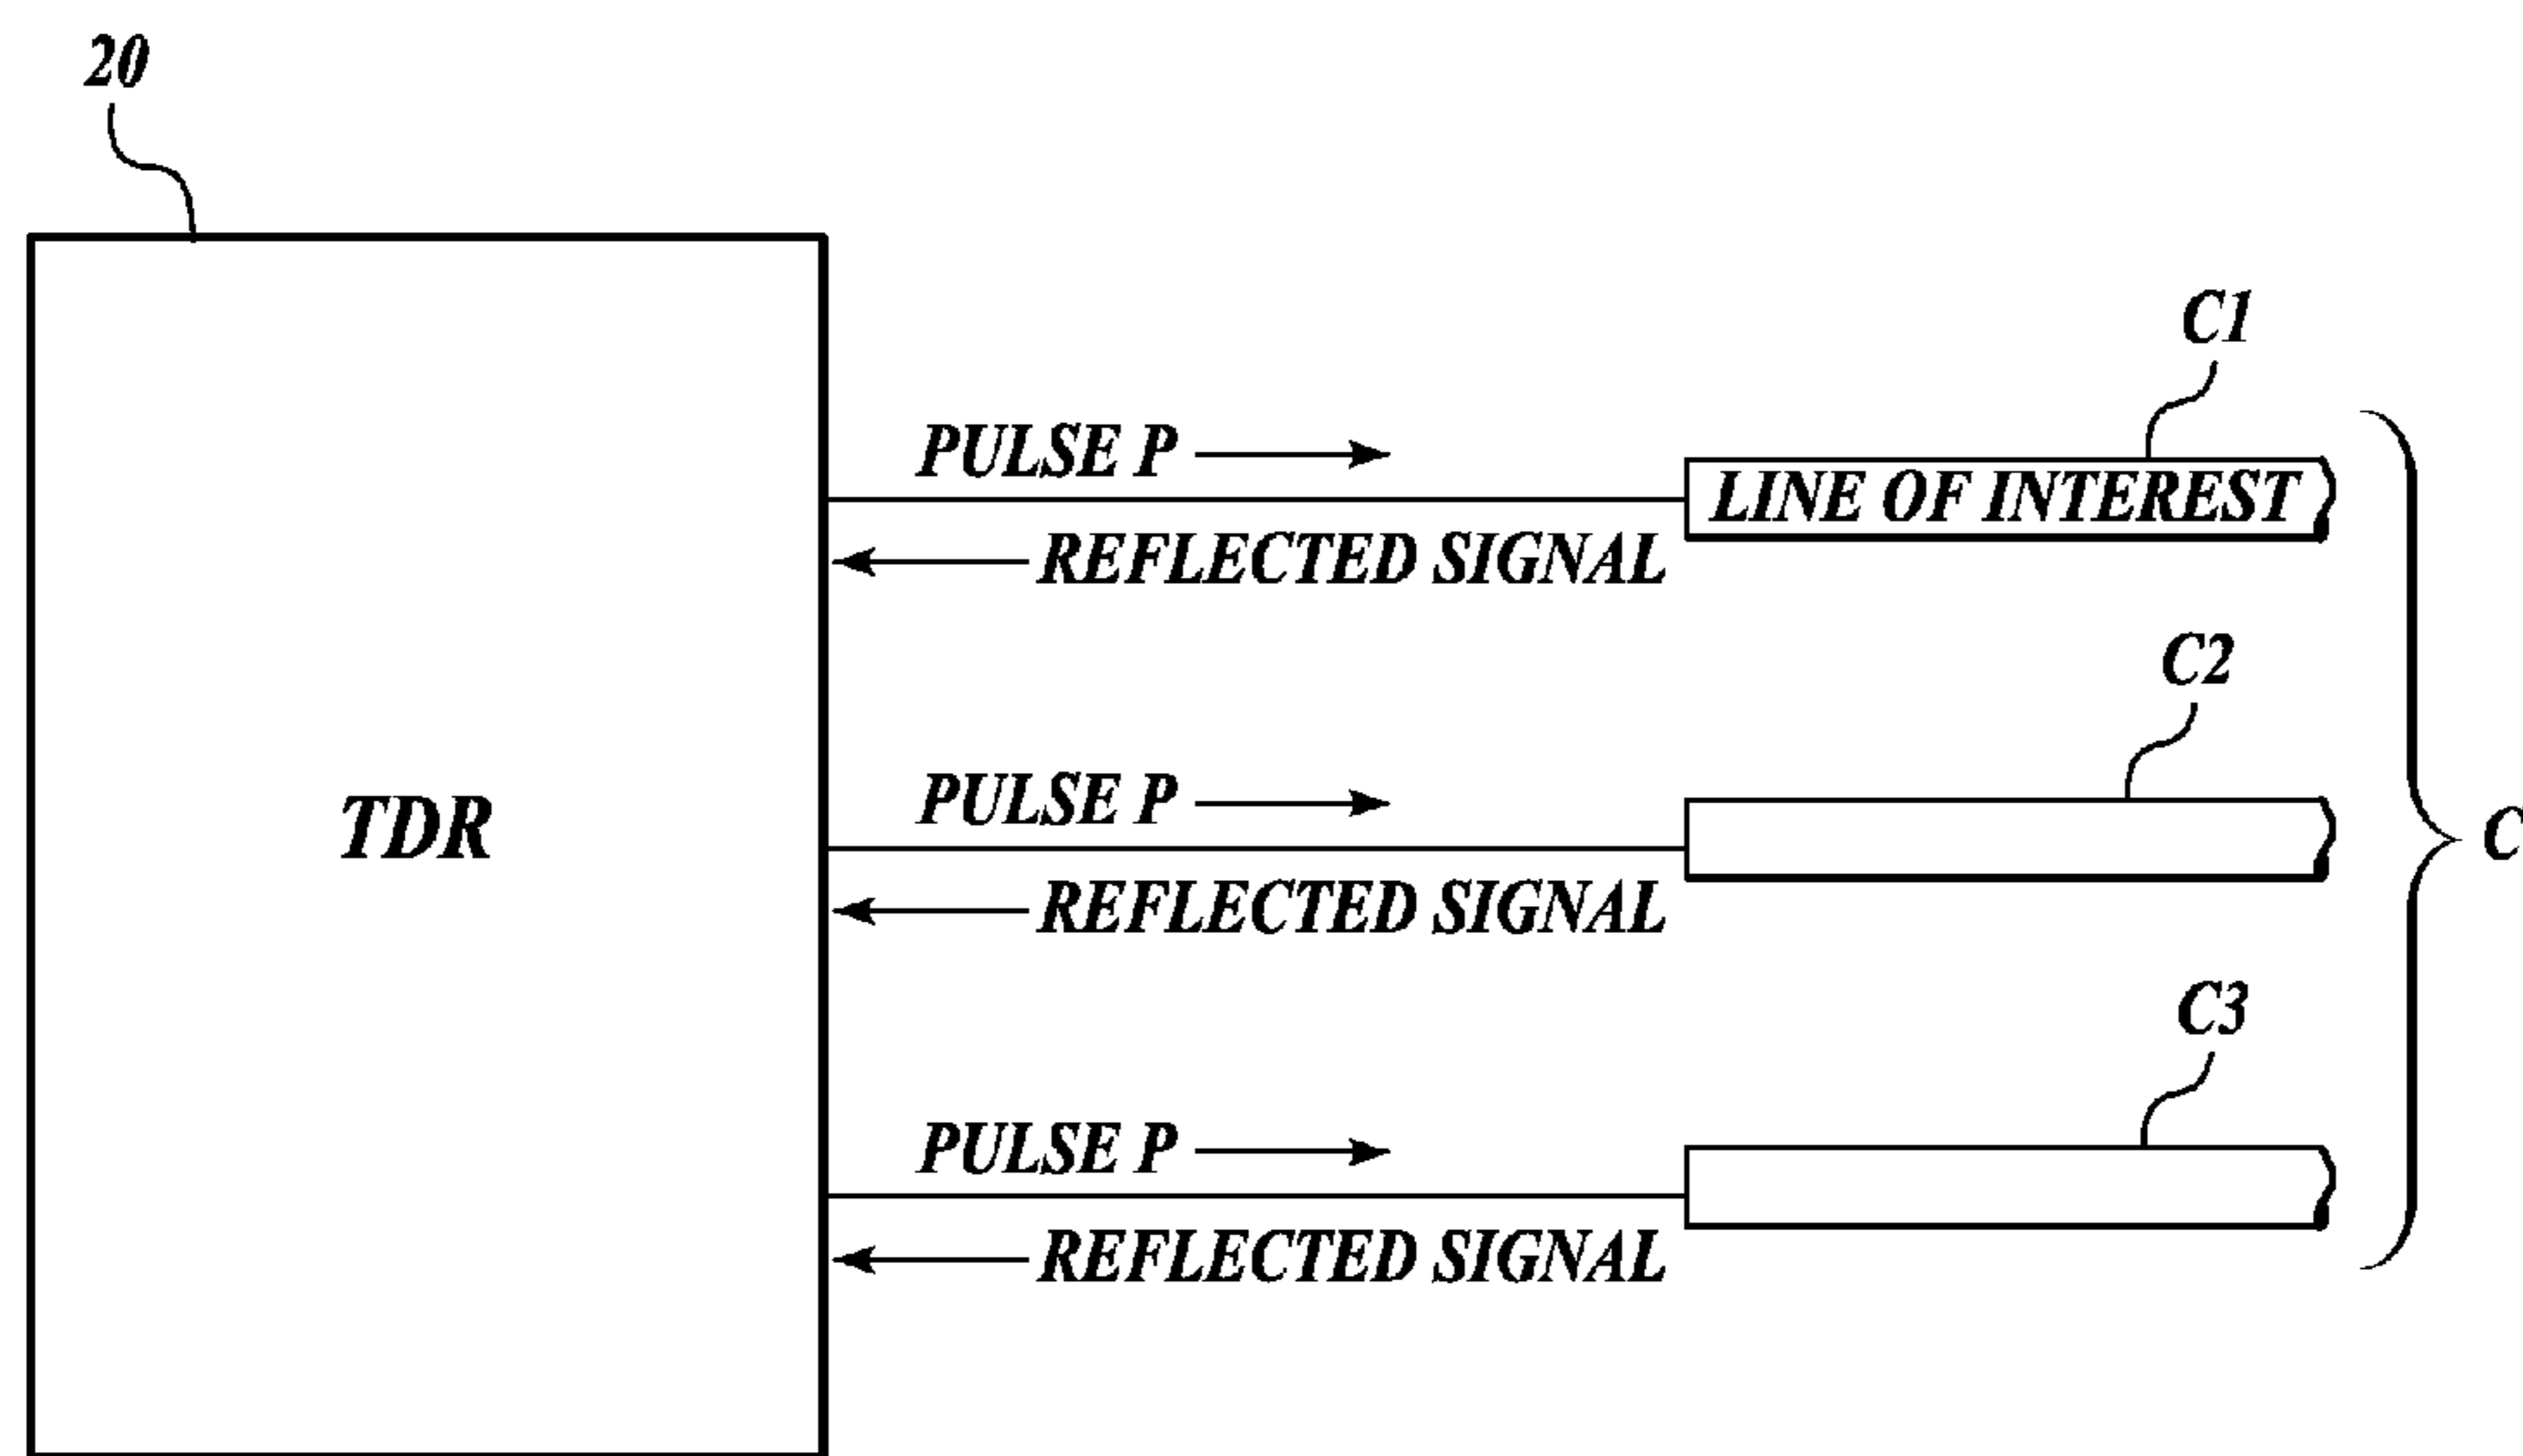 20
C1
PULSE P
LINE OF INTEREST
REFLECTED SIGNAL
C2
PULSE P
TDR
C
REFLECTED SIGNAL
C3
PULSE P
REFLECTED SIGNAL